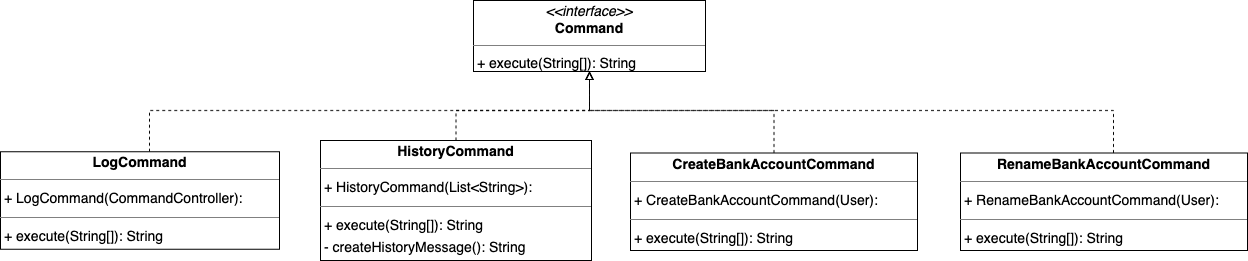 <<interface>>
Command
+ execute(String[]): String
LogCommand
+ LogCommand(CommandController):
+ execute(String[]): String
HistoryCommand
+ HistoryCommand(List<String>):
+ execute(String[]): String
- createHistoryMessage(): String
CreateBankAccountCommand
+ CreateBankAccountCommand(User):
+ execute(String[]): String
RenameBankAccountCommand
+ RenameBankAccountCommand(User):
+ execute(String[]): String